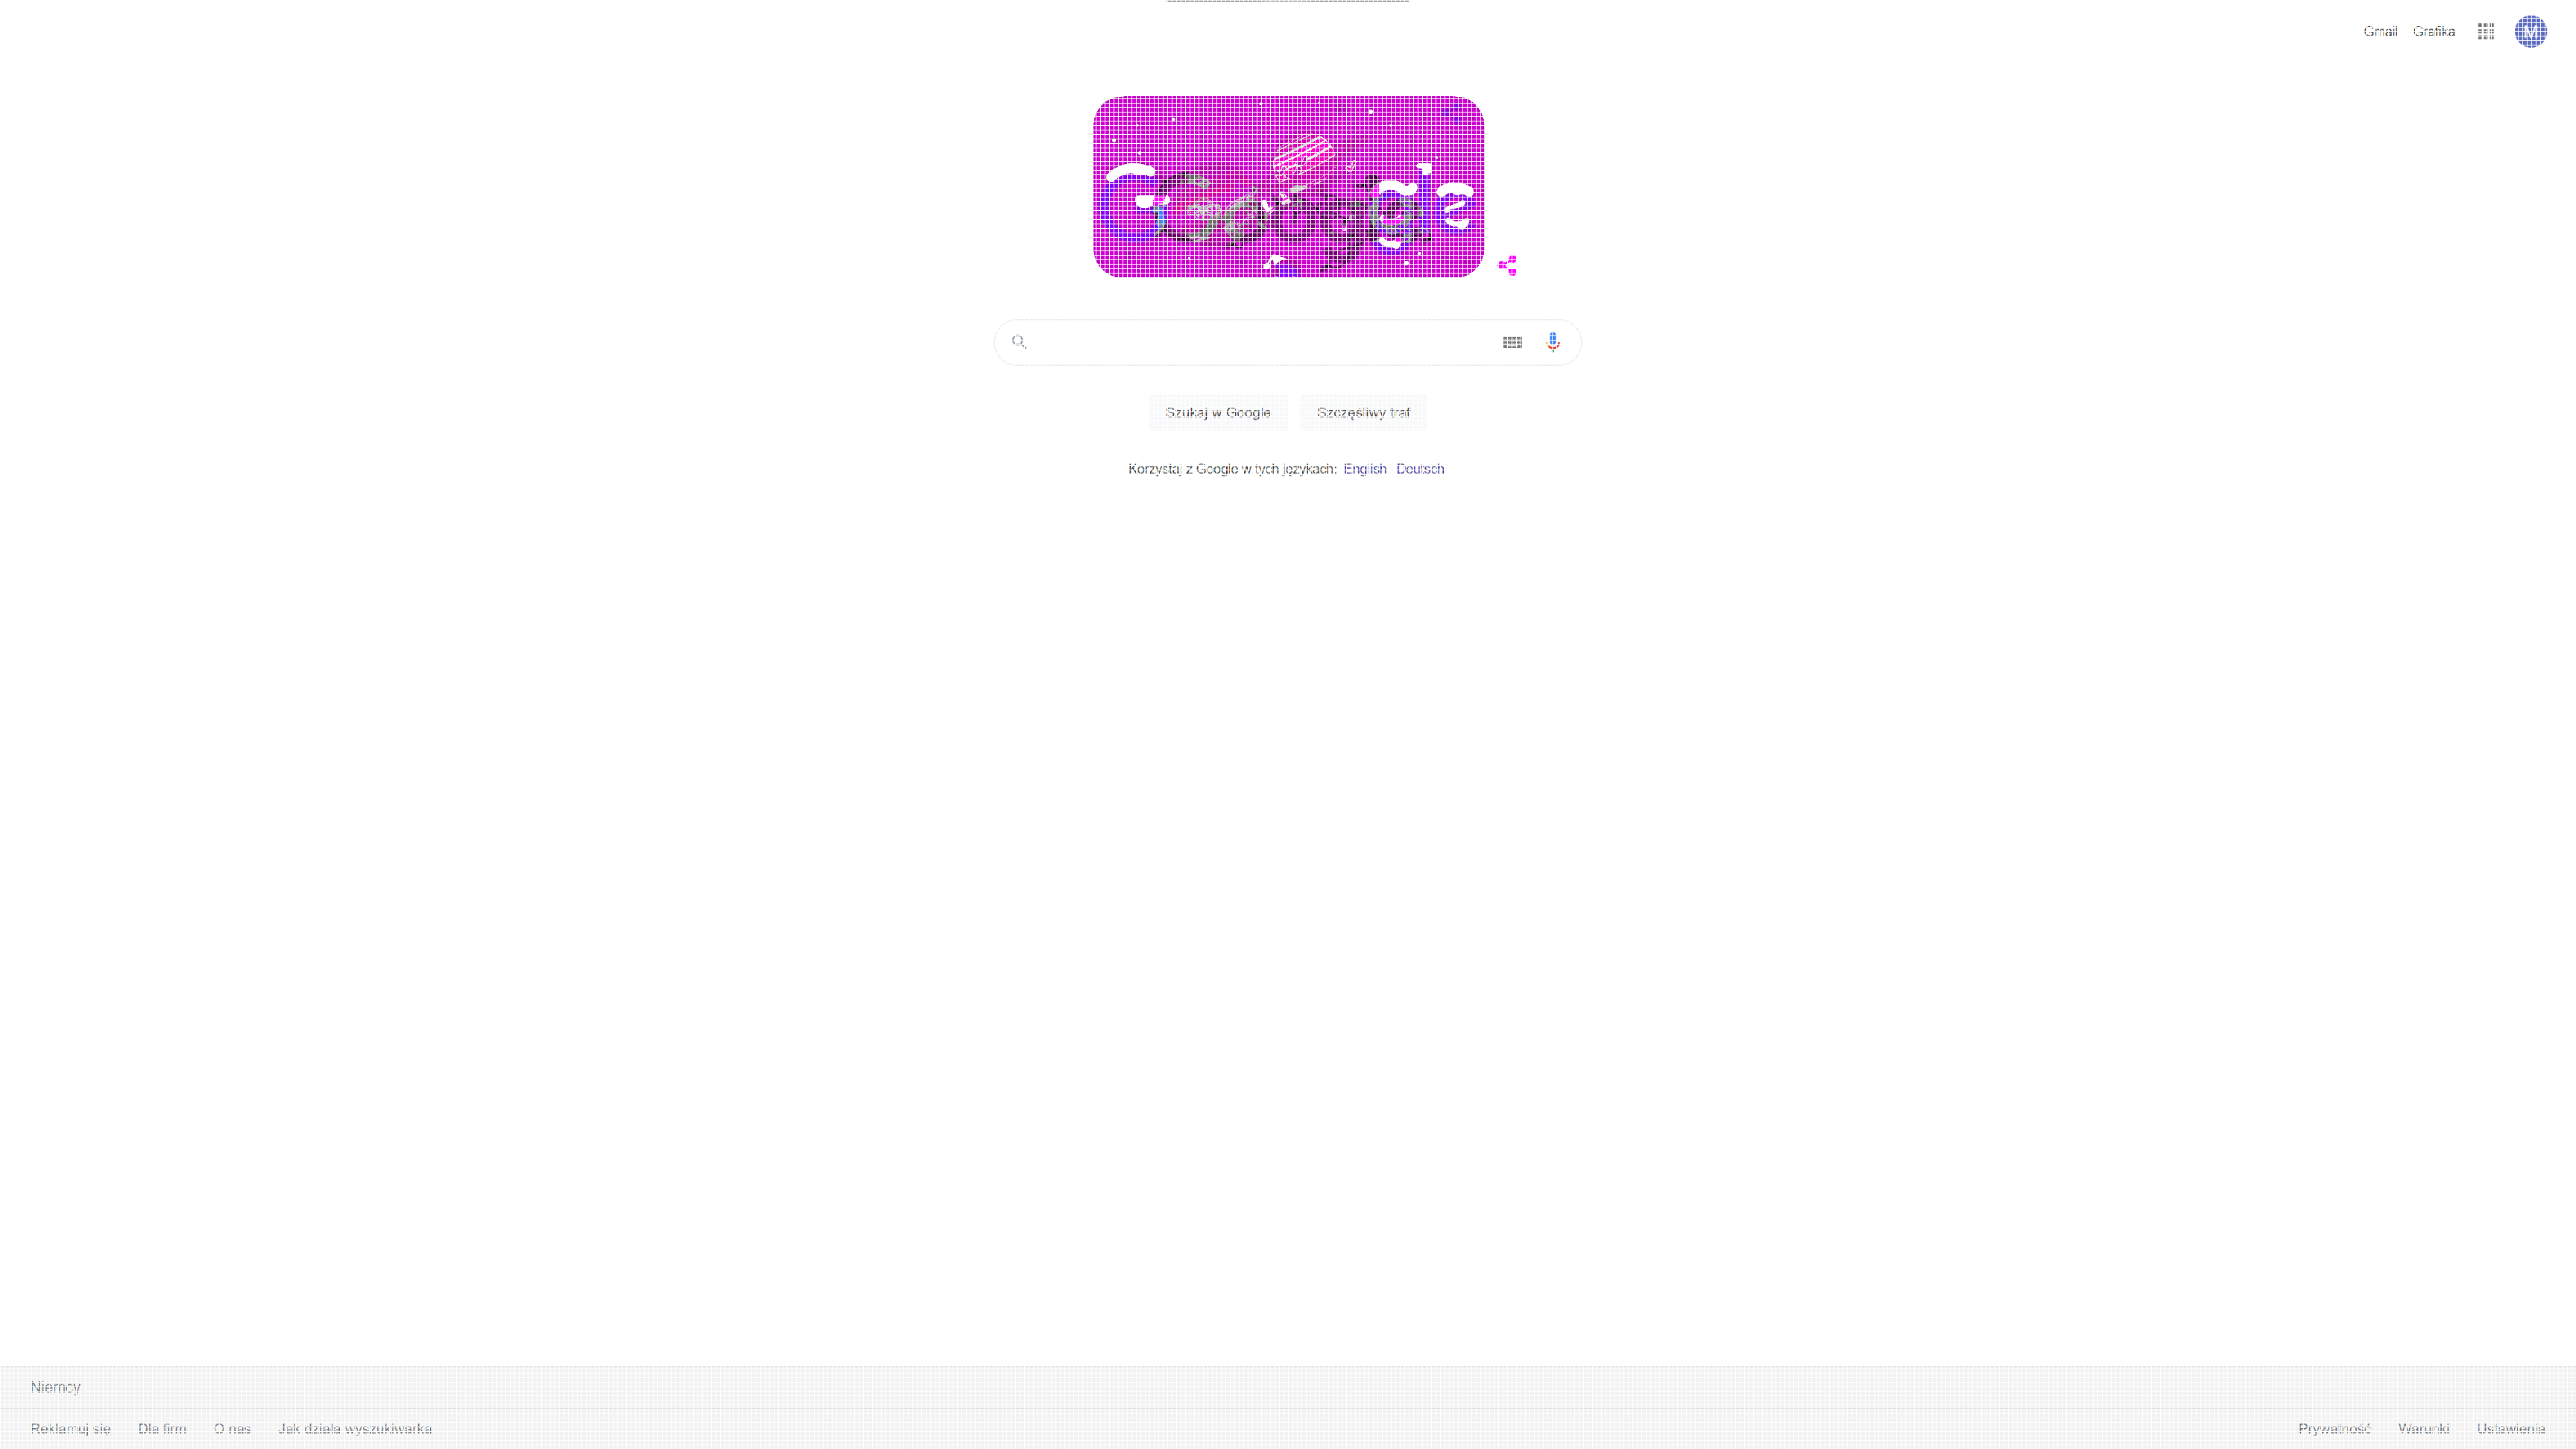 Gmail Grafika M
Google
Szukaj w Google Szczęśliwy traf
Korzystaj z Google w tych językach: English Deutsch
Niemcy
Reklamuj się Dla firm O nas Jak działa wyszukiwarka Prywatność Warunki Ustawienia